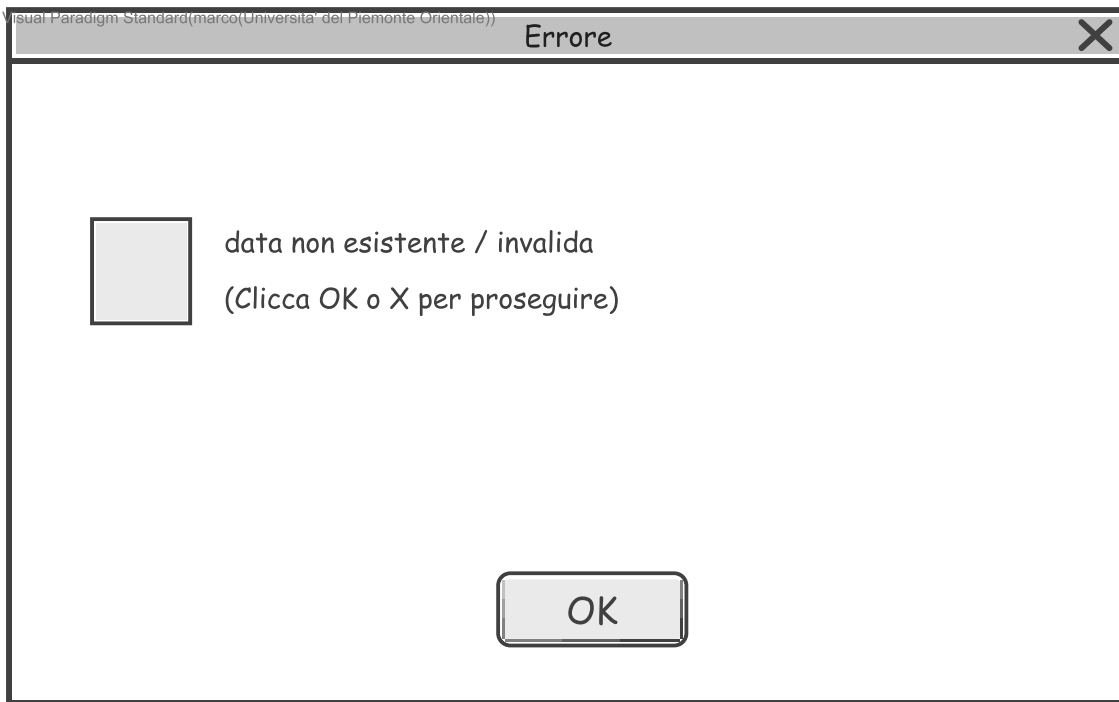 Visual Paradigm Standard(marco(Universita' del Piemonte Orientale))
Errore
data non esistente / invalida
(Clicca OK o X per proseguire)
OK